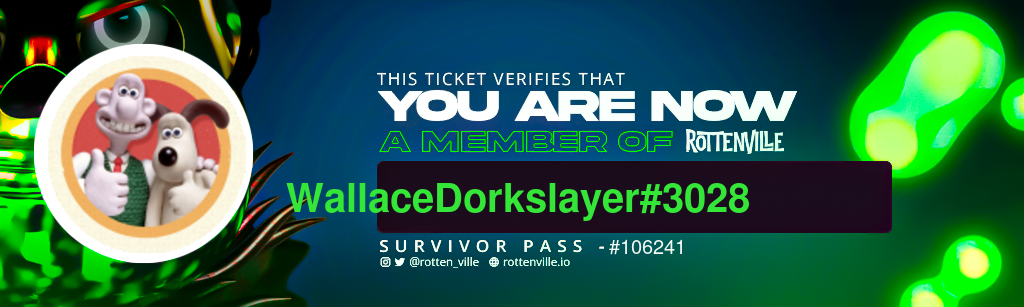 THIS TICKET VERIFIES THAT
YOU ARE NOW
A MEMBER OF ROTTENVILLE
WallaceDorkslayer#3028
SURVIVOR PASS - #106241
@rotten_ville rottenville.io